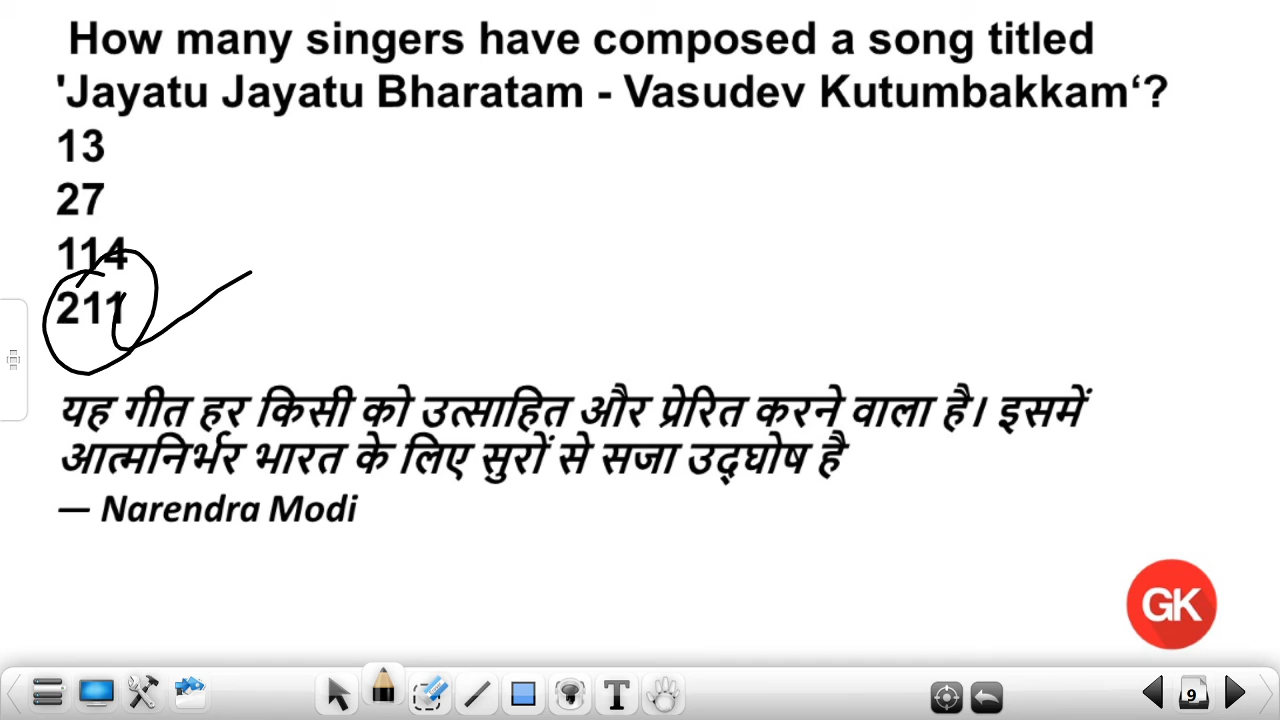 How many singers have composed a song titled
'Jayatu Jayatu Bharatam - Vasudev Kutumbakkam‘?
13
27
114
211
यह गीत हर किसी को उत्साहित और प्रेरित करने वाला है। इसमें
आत्मनिर्भर भारत के लिए सुरों से सजा उद्घोष है
— Narendra Modi
GK
T
9